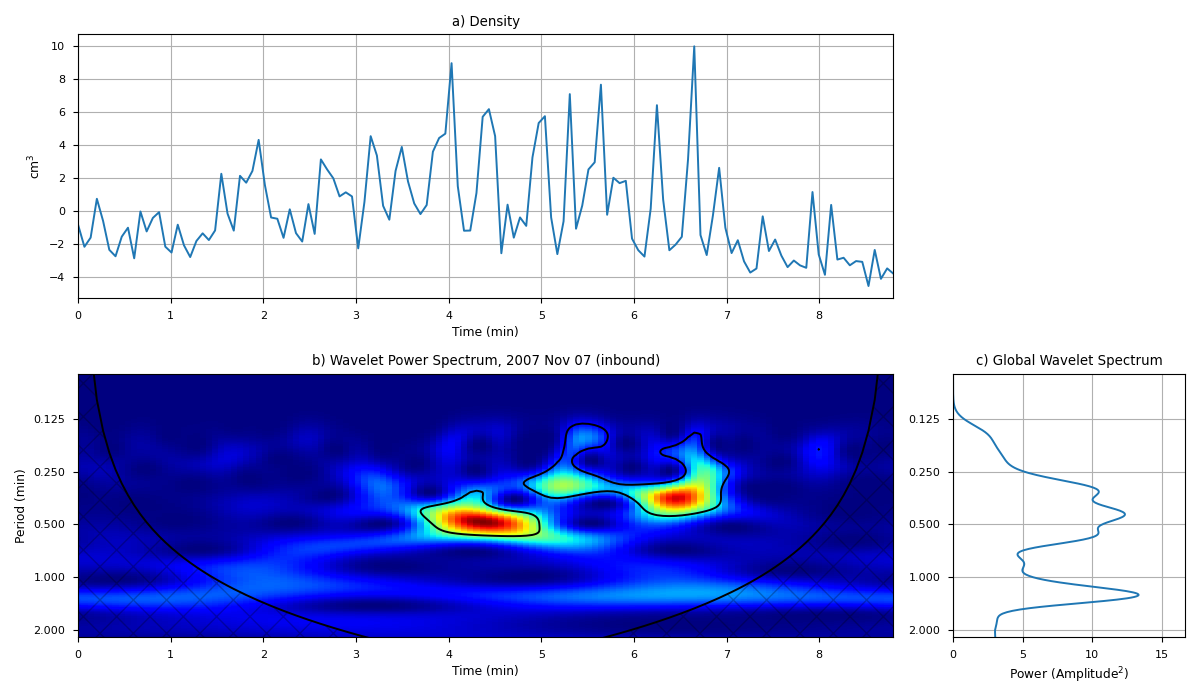 a) Density
10
8
6
4
2
0
−2
−4
cm³
0 1 2 3 4 5 6 7 8
Time (min)
b) Wavelet Power Spectrum, 2007 Nov 07 (inbound)
0.125
0.250
0.500
1.000
2.000
Period (min)
0 1 2 3 4 5 6 7 8
Time (min)
c) Global Wavelet Spectrum
0.125
0.250
0.500
1.000
2.000
0 5 10 15
Power (Amplitude²)